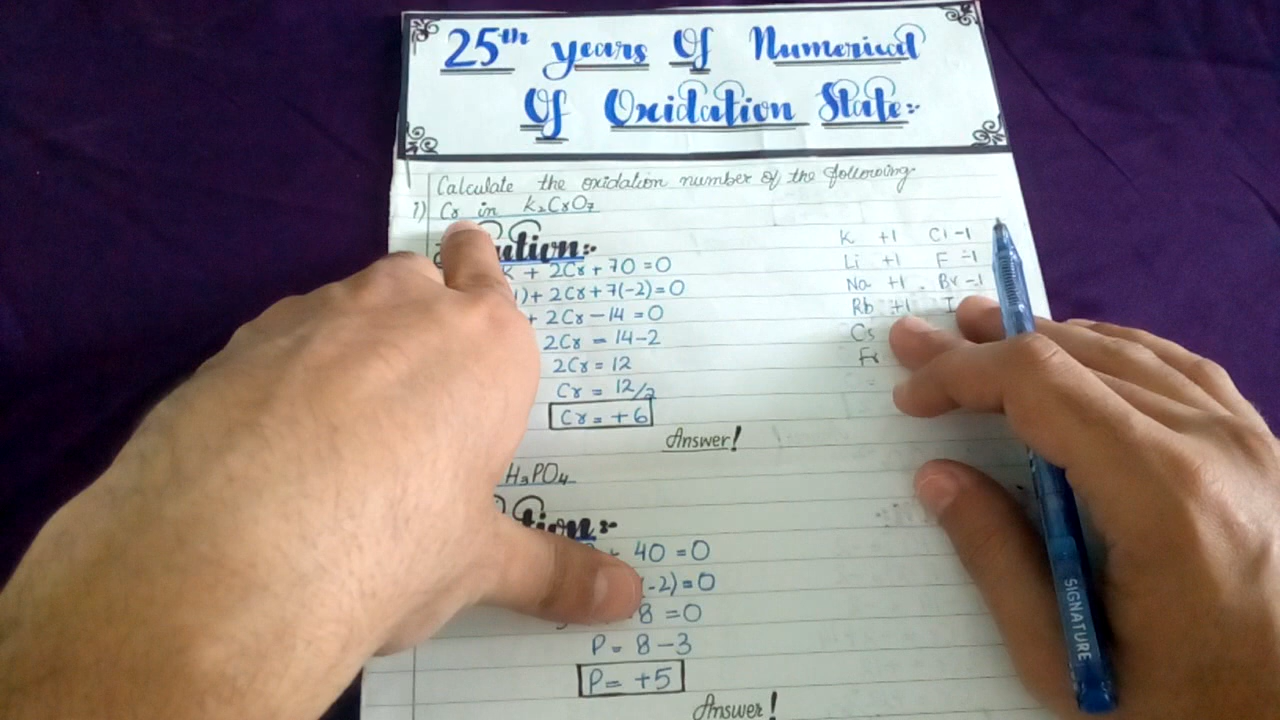 25th years Of Numerical
Of Oxidation State:-
Calculate the oxidation number of the following
1) Cr in K₂CrO₇
K + 2Cr + 7O = 0
1) + 2Cr + 7(-2) = 0
+ 2Cr - 14 = 0
2Cr = 14 - 2
2Cr = 12
Cr = 12/2
Cr = +6
Answer!
K +1 Cl -1
Li +1 F -1
Na +1 Br -1
Rb +1 I
Cs
Fr
H₃PO₄
+ 4O = 0
(-2) = 0
-8 = 0
P = 8 - 3
P = +5
Answer!
SIGNATURE